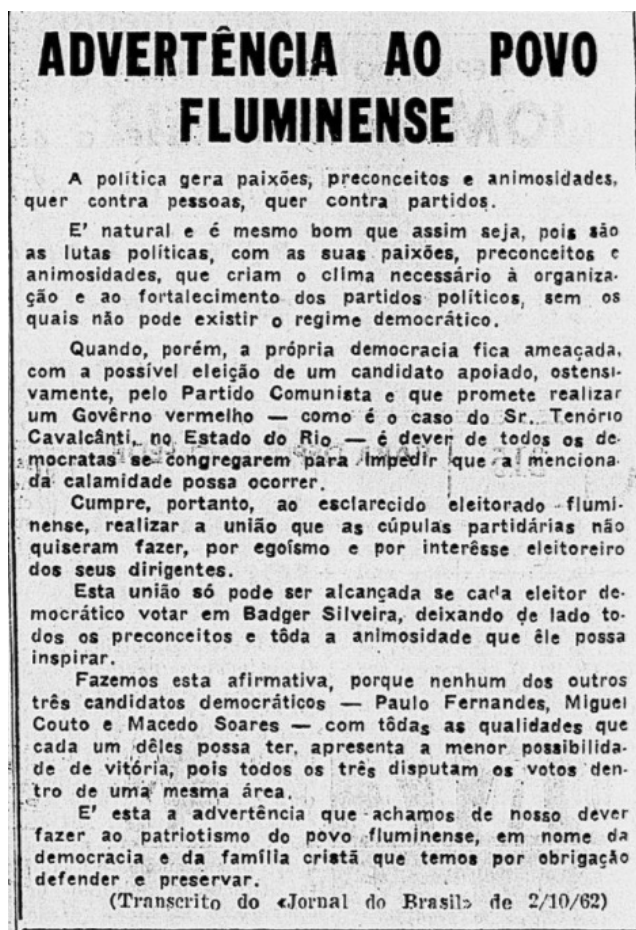 ADVERTÊNCIA AO POVO
FLUMINENSE
A política gera paixões, preconceitos e animosidades,
quer contra pessoas, quer contra partidos.
E' natural e é mesmo bom que assim seja, pois são
as lutas políticas, com as suas paixões, preconceitos e
animosidades, que criam o clima necessário à organiza-
ção e ao fortalecimento dos partidos políticos, sem os
quais não pode existir o regime democrático.
Quando, porém, a própria democracia fica ameaçada,
com a possível eleição de um candidato apoiado, ostensi-
vamente, pelo Partido Comunista e que promete realizar
um Govêrno vermelho — como é o caso do Sr. Tenório
Cavalcânti, no Estado do Rio — é dever de todos os de-
mocratas se congregarem para impedir que a menciona-
da calamidade possa ocorrer.
Cumpre, portanto, ao esclarecido eleitorado flumi-
nense, realizar a união que as cúpulas partidárias não
quiseram fazer, por egoísmo e por interêsse eleitoreiro
dos seus dirigentes.
Esta união só pode ser alcançada se cada eleitor de-
mocrático votar em Badger Silveira, deixando de lado to-
dos os preconceitos e tôda a animosidade que êle possa
inspirar.
Fazemos esta afirmativa, porque nenhum dos outros
três candidatos democráticos — Paulo Fernandes, Miguel
Couto e Macedo Soares — com tôdas as qualidades que
cada um dêles possa ter, apresenta a menor possibilida-
de de vitória, pois todos os três disputam os votos den-
tro de uma mesma área.
E' esta a advertência que achamos de nosso dever
fazer ao patriotismo do povo fluminense, em nome da
democracia e da família cristã que temos por obrigação
defender e preservar.
(Transcrito do «Jornal do Brasil» de 2/10/62)